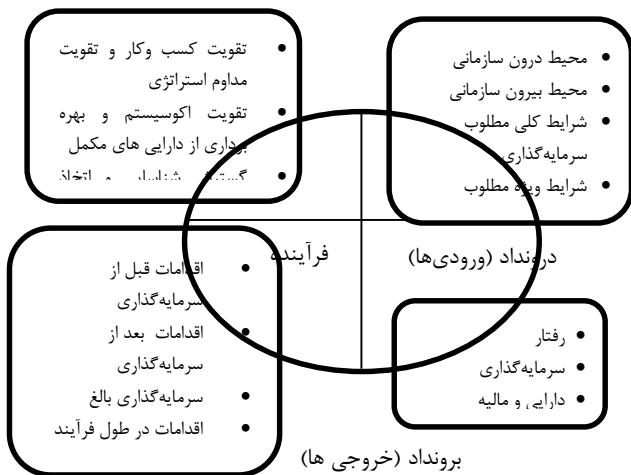 محیط درون سازمانی
محیط بیرون سازمانی
شرایط کلی مطلوب
سرمایه‌گذاری
شرایط ویژه مطلوب
تقویت کسب وکار و تقویت
مداوم استراتژی
تقویت اکوسیستم و بهره
برداری از دارایی های مکمل
و اتخاذ
درونداد (ورودی‌ها)
فرآینده
رفتار
سرمایه‌گذاری
دارایی و مالیه
اقدامات قبل از
سرمایه‌گذاری
اقدامات بعد از
سرمایه‌گذاری
سرمایه‌گذاری بالغ
اقدامات در طول فرآیند
برونداد (خروجی ها)